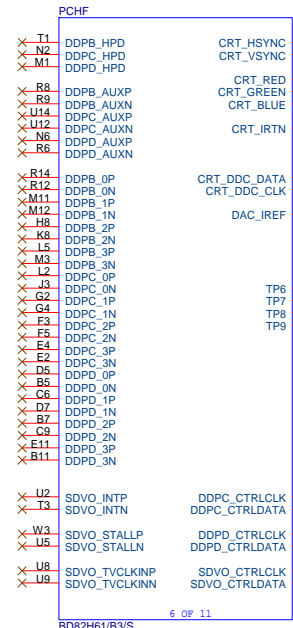 PCHF
T1 DDPB_HPD CRT_HSYNC
N2 DDPC_HPD CRT_VSYNC
M1 DDPD_HPD
CRT_RED
R8 DDPB_AUXP CRT_GREEN
R9 DDPB_AUXN CRT_BLUE
U14 DDPC_AUXP
U12 DDPC_AUXN CRT_IRTN
N6 DDPD_AUXP
R6 DDPD_AUXN
R14 DDPB_0P CRT_DDC_DATA
R12 DDPB_0N CRT_DDC_CLK
M11 DDPB_1P
M12 DDPB_1N DAC_IREF
H8 DDPB_2P
K8 DDPB_2N
L5 DDPB_3P
M3 DDPB_3N
L2 DDPC_0P
J3 DDPC_0N TP6
G2 DDPC_1P TP7
G4 DDPC_1N TP8
F3 DDPC_2P TP9
F5 DDPC_2N
E4 DDPC_3P
E2 DDPC_3N
D5 DDPD_0P
B5 DDPD_0N
C6 DDPD_1P
D7 DDPD_1N
B7 DDPD_2P
C9 DDPD_2N
E11 DDPD_3P
B11 DDPD_3N
U2 SDVO_INTP DDPC_CTRLCLK
T3 SDVO_INTN DDPC_CTRLDATA
W3 SDVO_STALLP DDPD_CTRLCLK
U5 SDVO_STALLN DDPD_CTRLDATA
U8 SDVO_TVCLKINP SDVO_CTRLCLK
U9 SDVO_TVCLKINN SDVO_CTRLDATA
6 OF 11
BD82H61/B3/S